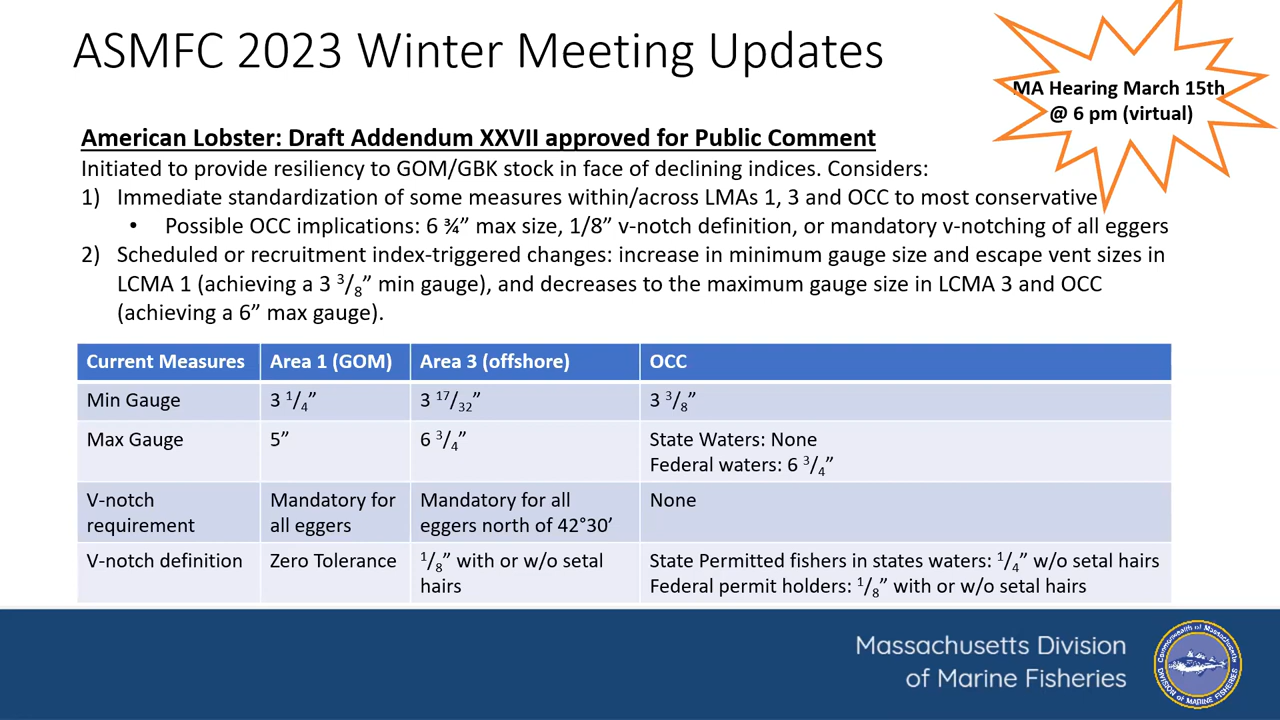 ASMFC 2023 Winter Meeting Updates
MA Hearing March 15th
@ 6 pm (virtual)
American Lobster: Draft Addendum XXVII approved for Public Comment
Initiated to provide resiliency to GOM/GBK stock in face of declining indices. Considers:
1) Immediate standardization of some measures within/across LMAs 1, 3 and OCC to most conservative
• Possible OCC implications: 6 ¾” max size, 1/8” v-notch definition, or mandatory v-notching of all eggers
2) Scheduled or recruitment index-triggered changes: increase in minimum gauge size and escape vent sizes in
LCMA 1 (achieving a 3 3/8” min gauge), and decreases to the maximum gauge size in LCMA 3 and OCC
(achieving a 6” max gauge).
Current Measures Area 1 (GOM) Area 3 (offshore) OCC
Min Gauge 3 1/4” 3 17/32” 3 3/8”
Max Gauge 5” 6 3/4” State Waters: None
Federal waters: 6 3/4”
V-notch Mandatory for Mandatory for all None
requirement all eggers eggers north of 42°30’
V-notch definition Zero Tolerance 1/8” with or w/o setal State Permitted fishers in states waters: 1/4” w/o setal hairs
hairs Federal permit holders: 1/8” with or w/o setal hairs
Massachusetts Division
of Marine Fisheries
Commonwealth of Massachusetts
DIVISION of MARINE FISHERIES